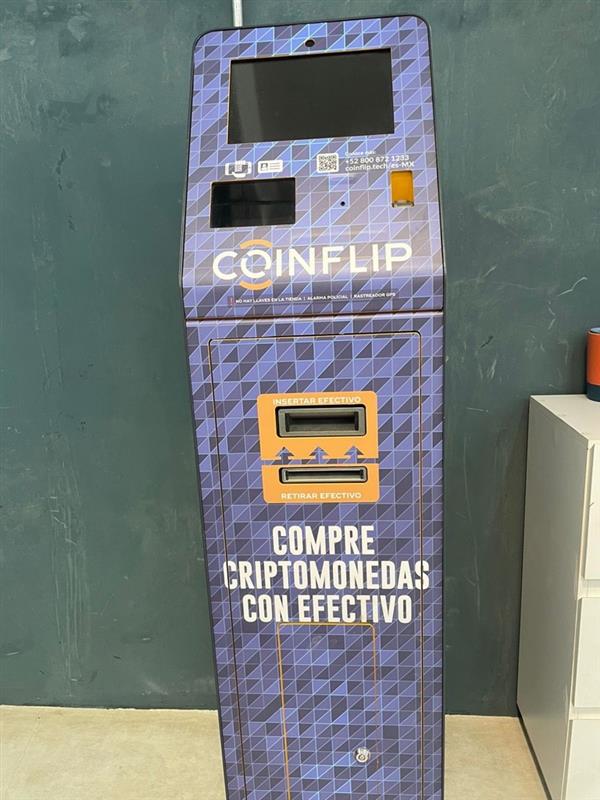 Conoce más:
+52 800 872 1233
coinflip.tech/es-MX
COINFLIP
NO HAY LLAVES EN LA TIENDA | ALARMA POLICIAL | RASTREADOR GPS
INSERTAR EFECTIVO
RETIRAR EFECTIVO
COMPRE
CRIPTOMONEDAS
CON EFECTIVO